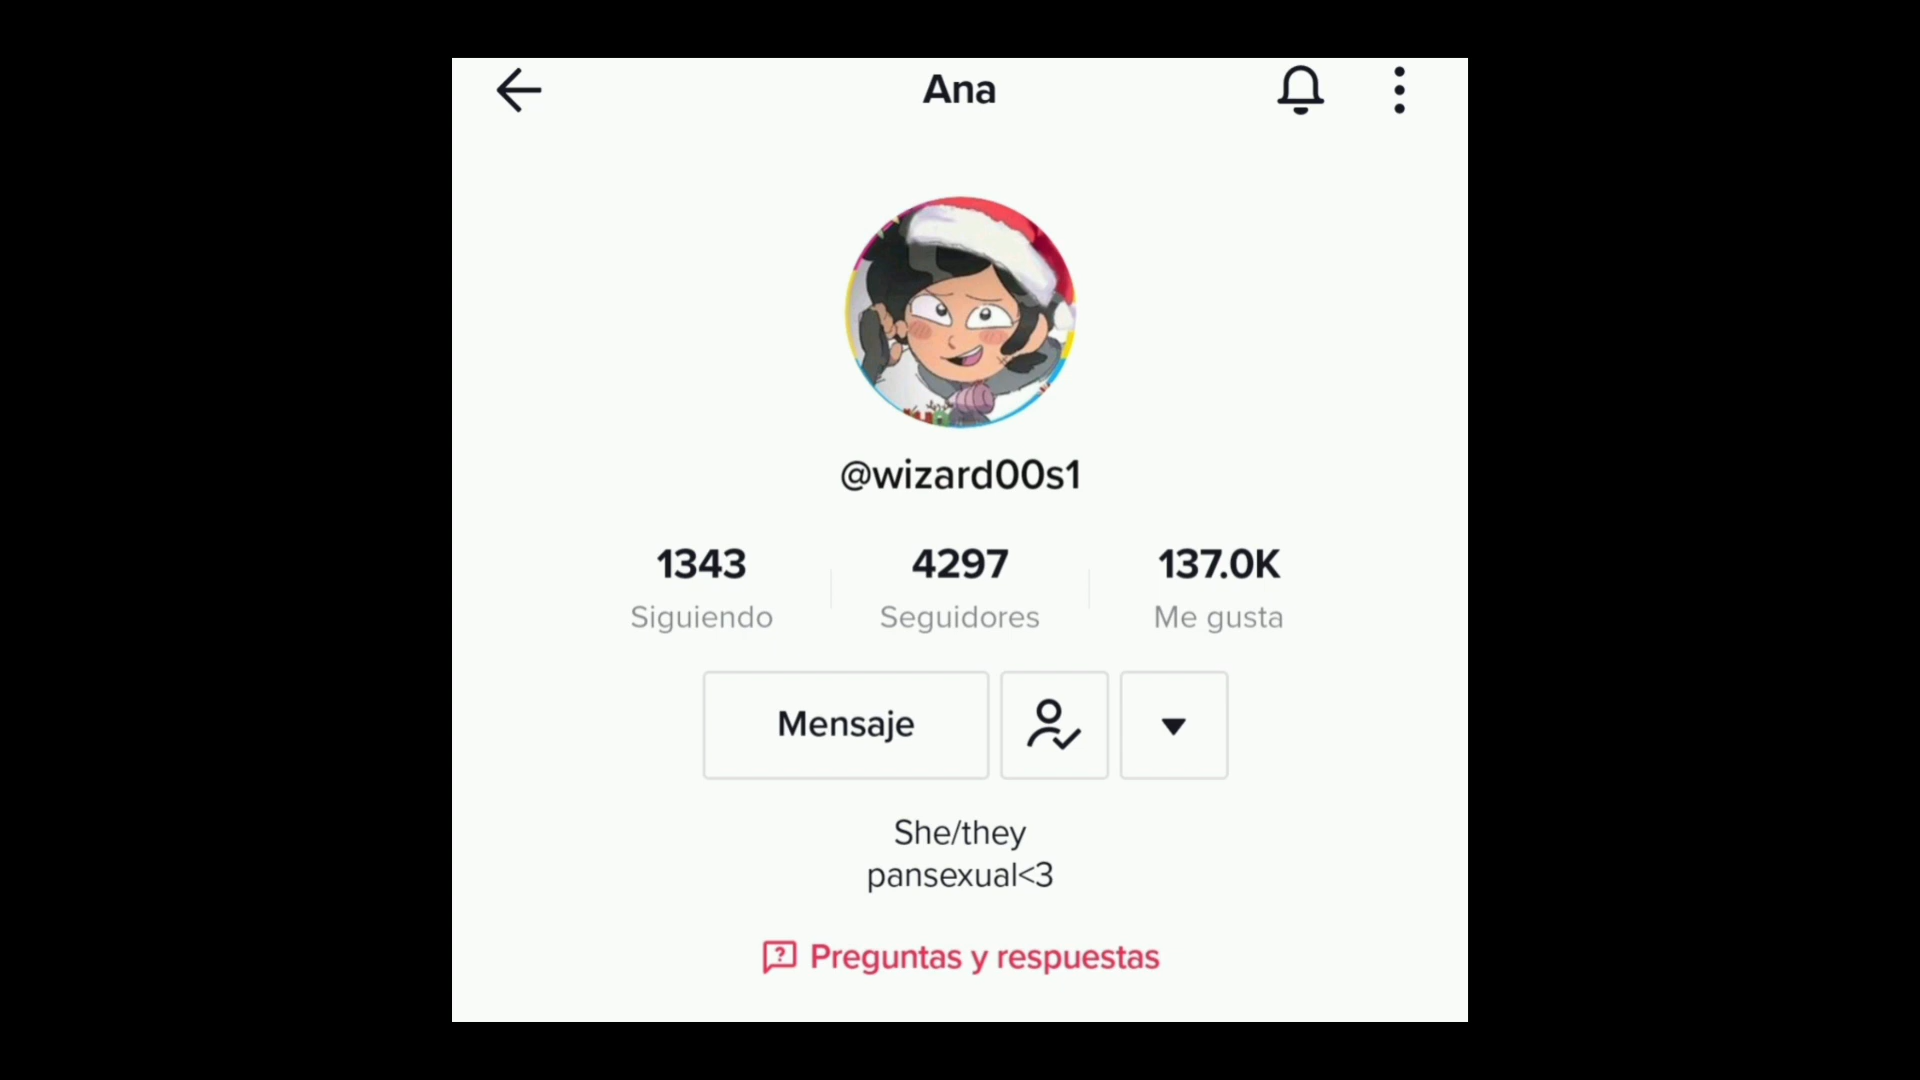 Ana
@wizard00s1
1343
4297
137.0K
Siguiendo
Seguidores
Me gusta
Mensaje
She/they
pansexual<3
Preguntas y respuestas